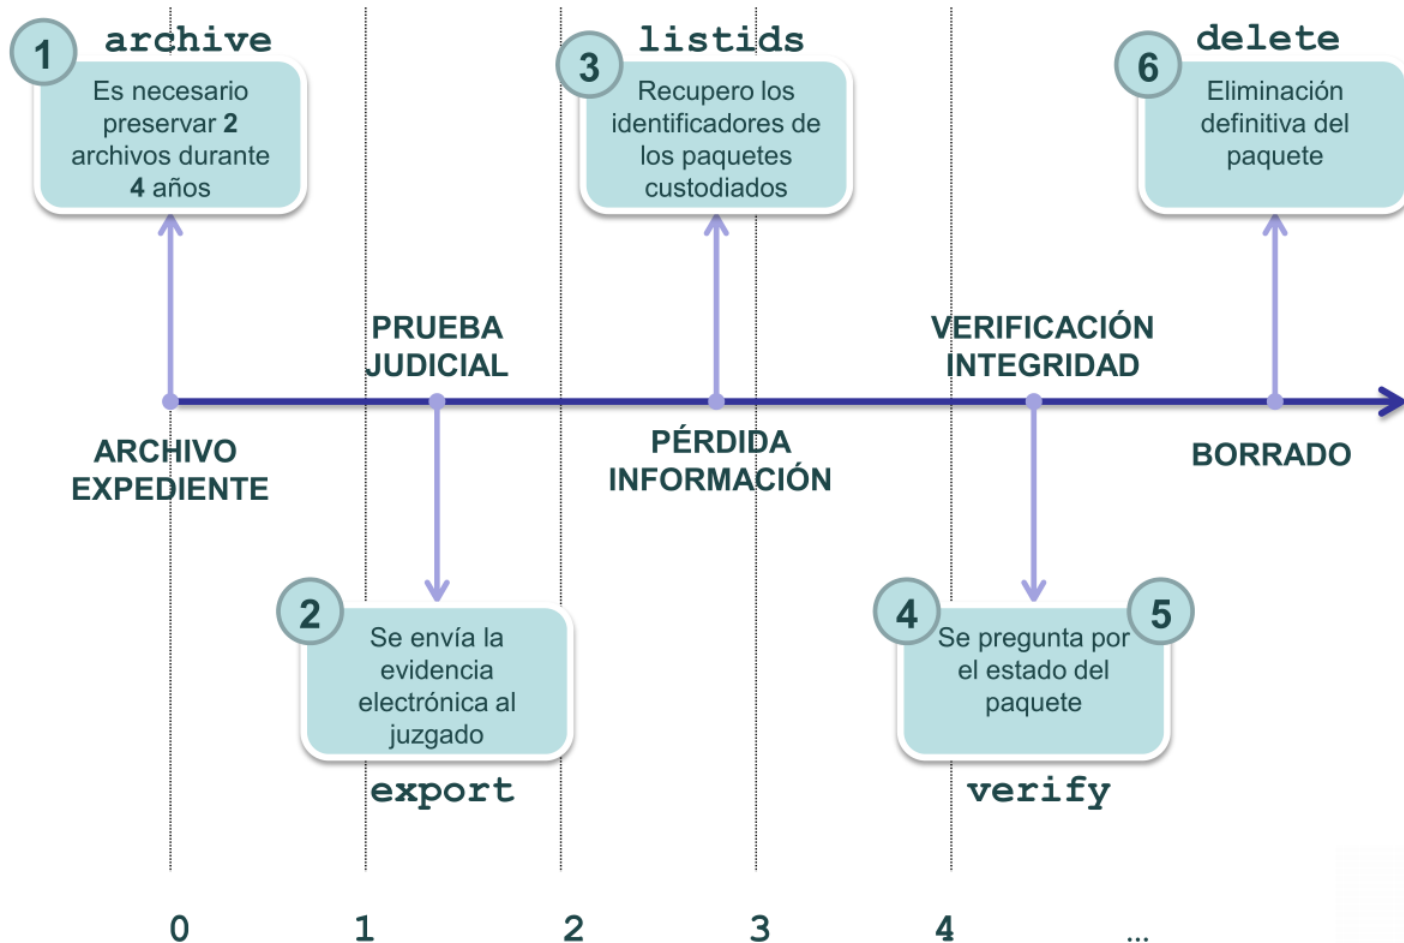 1
archive
Es necesario
preservar 2
archivos durante
4 años
3
listids
Recupero los
identificadores de
los paquetes
custodiados
6
delete
Eliminación
definitiva del
paquete
PRUEBA
JUDICIAL
VERIFICACIÓN
INTEGRIDAD
ARCHIVO
EXPEDIENTE
PÉRDIDA
INFORMACIÓN
BORRADO
2
Se envía la
evidencia
electrónica al
juzgado
export
4
5
Se pregunta por
el estado del
paquete
verify
0 1 2 3 4 ...